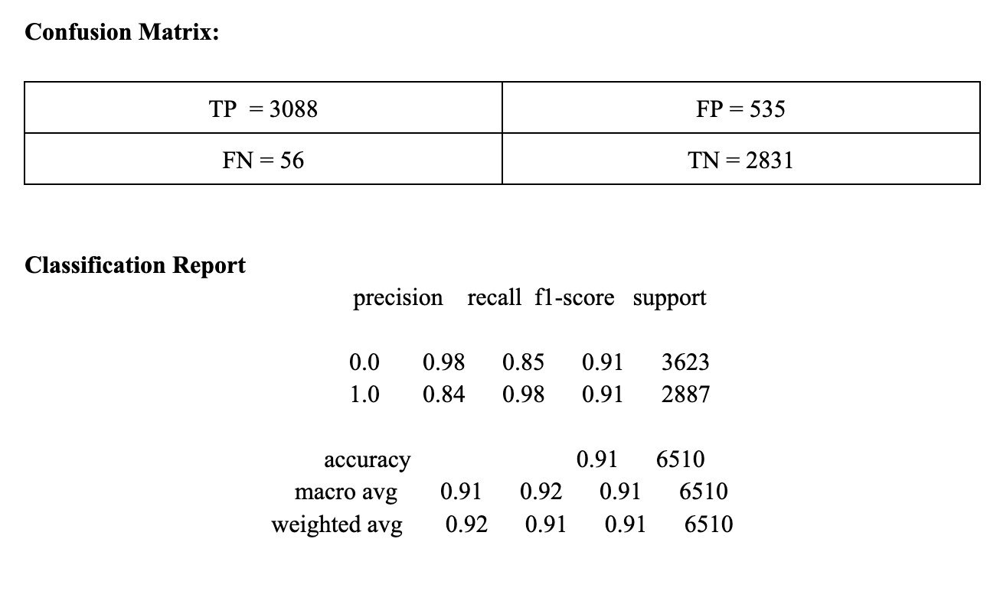 Confusion Matrix:
TP = 3088 FP = 535
FN = 56 TN = 2831
Classification Report
precision recall f1-score support
0.0 0.98 0.85 0.91 3623
1.0 0.84 0.98 0.91 2887
accuracy 0.91 6510
macro avg 0.91 0.92 0.91 6510
weighted avg 0.92 0.91 0.91 6510